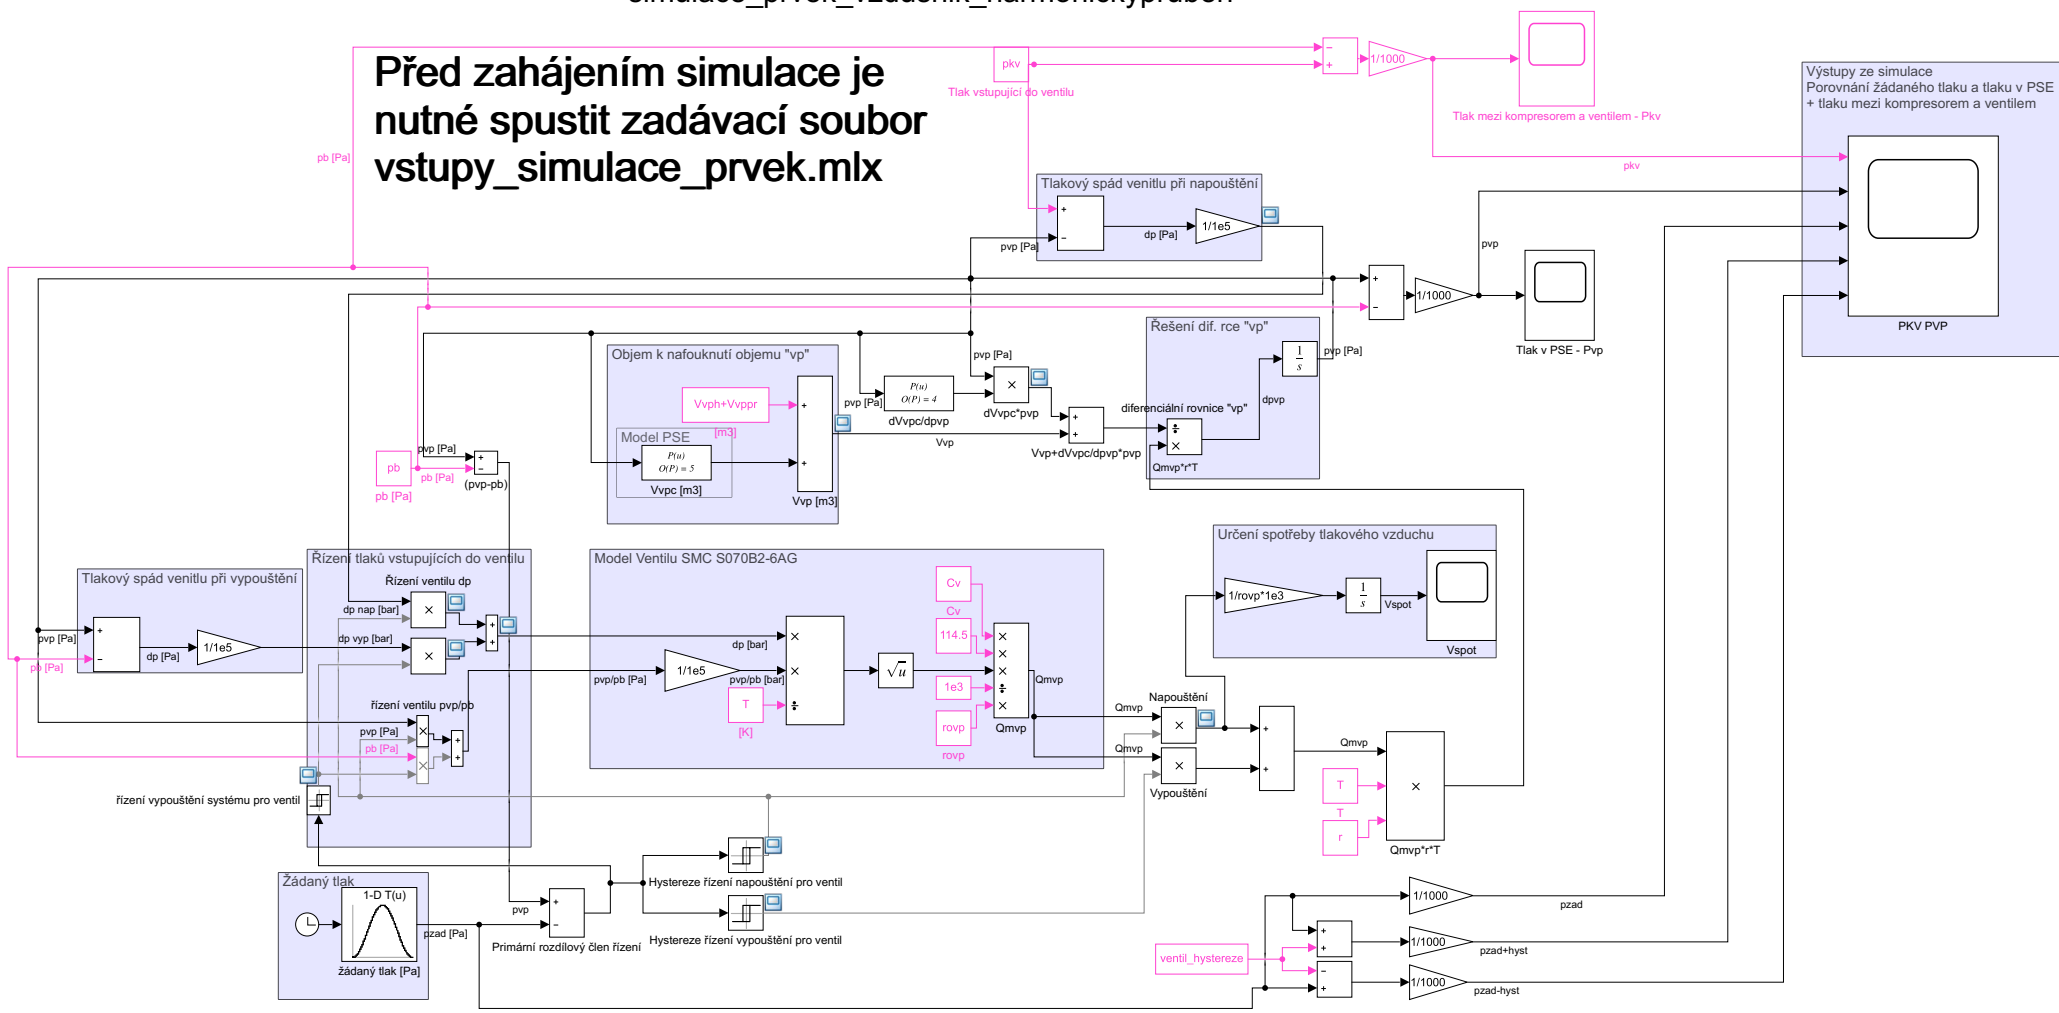 simulace_prvek_vzdusnik_harmonickyprubeh
Před zahájením simulace je
nutné spustit zadávací soubor
vstupy_simulace_prvek.mlx
pb [Pa]
pkv
Tlak vstupující do ventilu
−
+
1/1000
Tlak mezi kompresorem a ventilem - Pkv
pkv
Výstupy ze simulace
Porovnání žádaného tlaku a tlaku v PSE
+ tlaku mezi kompresorem a ventilem
PKV PVP
Tlakový spád venitlu při napouštění
+
−
pvp [Pa]
dp [Pa]
1/1e5
+
−
1/1000
pvp
Tlak v PSE - Pvp
Řešení dif. rce "vp"
1
s
pvp [Pa]
dpvp
diferenciální rovnice "vp"
÷
×
Qmvp*r*T
Objem k nafouknutí objemu "vp"
Vvph+Vvppr
[m3]
Model PSE
P(u)
O(P) = 5
Vvpc [m3]
+
+
Vvp [m3]
pvp [Pa]
P(u)
O(P) = 4
dVvpc/dpvp
pvp [Pa]
×
dVvpc*pvp
Vvp
+
+
Vvp+dVvpc/dpvp*pvp
pvp [Pa]
pb
pb [Pa]
pb [Pa]
+
−
(pvp-pb)
Tlakový spád venitlu při vypouštění
pvp [Pa]
pb [Pa]
+
−
dp [Pa]
1/1e5
Řízení tlaků vstupujících do ventilu
Řízení ventilu dp
dp nap [bar]
×
dp vyp [bar]
×
+
+
řízení ventilu pvp/pb
pvp [Pa]
×
pb [Pa]
×
+
+
řízení vypouštění systému pro ventil
Model Ventilu SMC S070B2-6AG
dp [bar]
pvp/pb [Pa]
1/1e5
pvp/pb [bar]
T
[K]
×
×
÷
√u
Cv
Cv
114.5
1e3
rovp
rovp
×
×
×
÷
×
Qmvp
Qmvp
Určení spotřeby tlakového vzduchu
1/rovp*1e3
1
s
Vspot
Vspot
Qmvp
Napouštění
×
Qmvp
×
Vypouštění
+
+
Qmvp
T
T
r
×
Qmvp*r*T
Žádaný tlak
1-D T(u)
žádaný tlak [Pa]
pzad [Pa]
pvp
+
−
Primární rozdílový člen řízení
Hystereze řízení napouštění pro ventil
Hystereze řízení vypouštění pro ventil
ventil_hystereze
+
+
−
+
1/1000
pzad
1/1000
pzad+hyst
1/1000
pzad-hyst